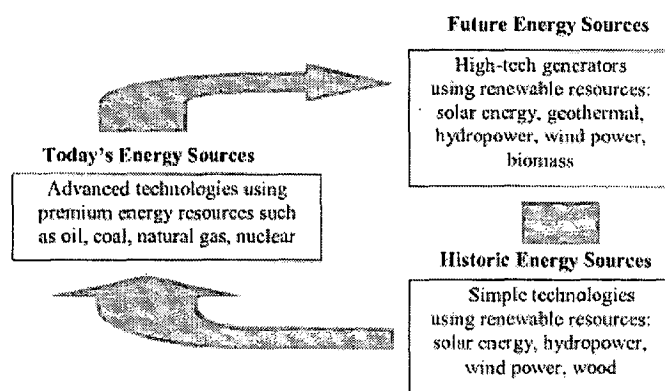 Future Energy Sources
High-tech generators
using renewable resources:
solar energy, geothermal,
hydropower, wind power,
biomass
Today's Energy Sources
Advanced technologies using
premium energy resources such
as oil, coal, natural gas, nuclear
Historic Energy Sources
Simple technologies
using renewable resources:
solar energy, hydropower,
wind power, wood